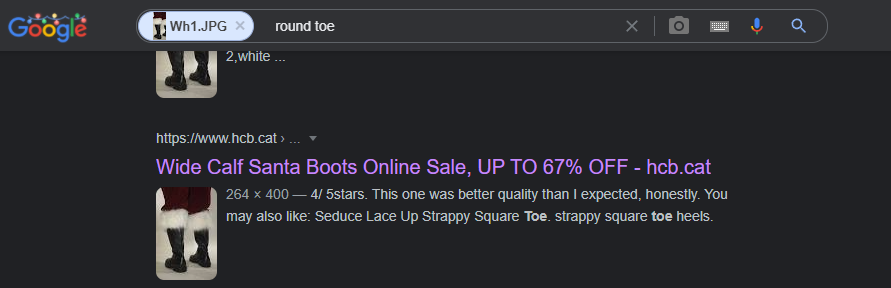 Google
Wh1.JPG × round toe
2,white ...
https://www.hcb.cat › ...
Wide Calf Santa Boots Online Sale, UP TO 67% OFF - hcb.cat
264 × 400 — 4/ 5stars. This one was better quality than I expected, honestly. You
may also like: Seduce Lace Up Strappy Square Toe. strappy square toe heels.